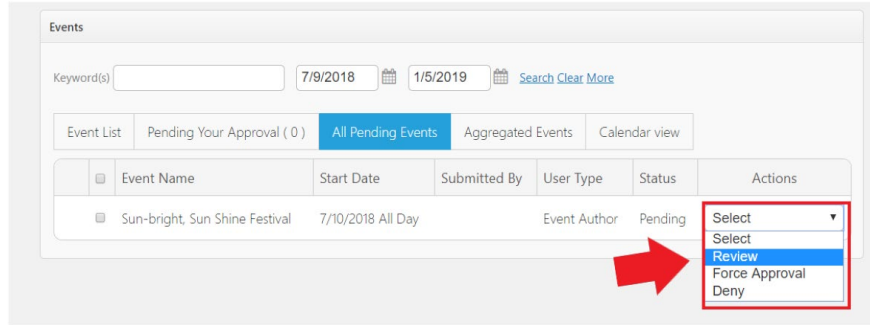 Events
Keyword(s) 7/9/2018 1/5/2019 Search Clear More
Event List Pending Your Approval ( 0 ) All Pending Events Aggregated Events Calendar view
Event Name Start Date Submitted By User Type Status Actions
Sun-bright, Sun Shine Festival 7/10/2018 All Day Event Author Pending Select
Select
Review
Force Approval
Deny